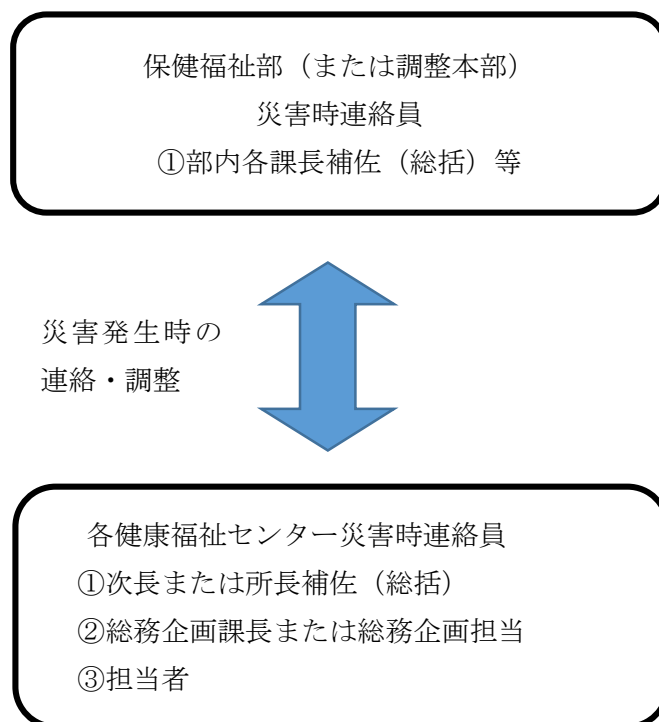 保健福祉部（または調整本部）
災害時連絡員
①部内各課長補佐（総括）等
災害発生時の
連絡・調整
各健康福祉センター災害時連絡員
①次長または所長補佐（総括）
②総務企画課長または総務企画担当
③担当者